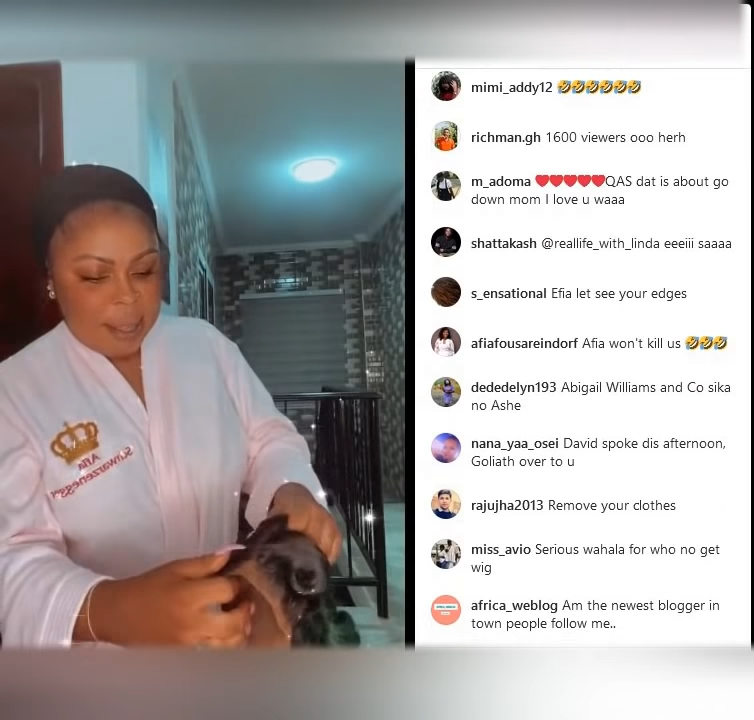 Afia
Schwarzenegger
mimi_addy12 🤣🤣🤣🤣🤣🤣
richman.gh 1600 viewers ooo herh
m_adoma ❤️❤️❤️❤️❤️QAS dat is about go
down mom I love u waaa
shattakash @reallife_with_linda eeeiii saaaa
s_ensational Efia let see your edges
afiafousareindorf Afia won't kill us 🤣🤣🤣
dededelyn193 Abigail Williams and Co sika
no Ashe
nana_yaa_osei David spoke dis afternoon,
Goliath over to u
rajujha2013 Remove your clothes
miss_avio Serious wahala for who no get
wig
africa_weblog Am the newest blogger in
town people follow me..